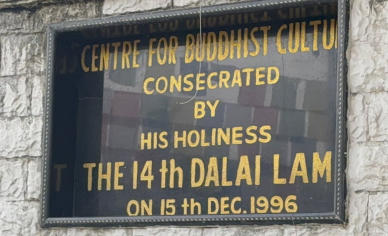 CENTRE FOR BUDDHIST CULTU
CONSECRATED
BY
HIS HOLINESS
T THE 14th DALAI LAM
ON 15th DEC. 1996